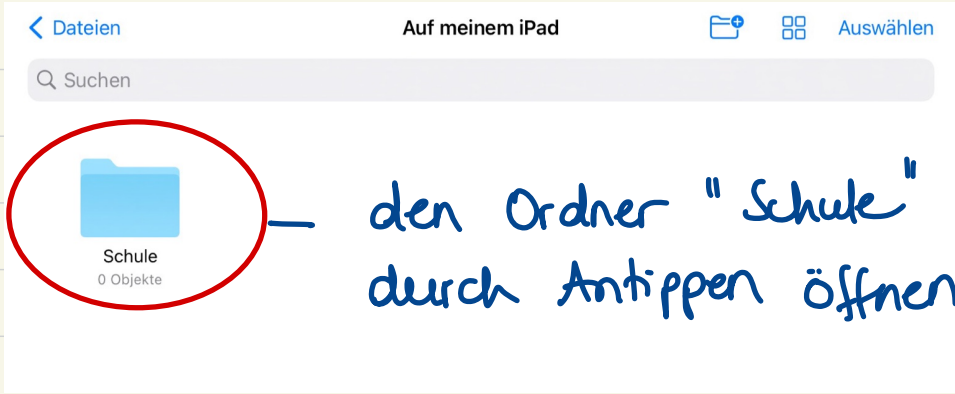 Dateien Auf meinem iPad Auswählen
Suchen
den Ordner "Schule"
Schule
0 Objekte
durch Antippen öffnen